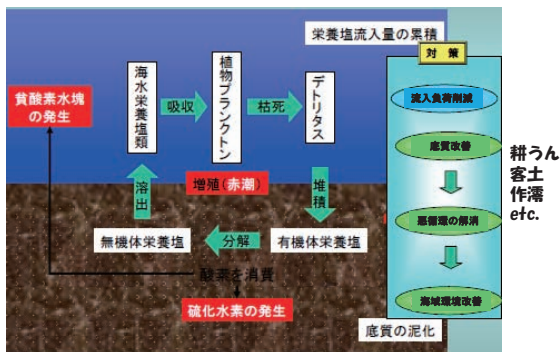 栄養塩流入量の累積
対 策
海水栄養塩類
吸収
植物プランクトン
枯死
デトリタス
貧酸素水塊
の発生
流入負荷削減
底質改善
耕うん
客土
作澪
etc.
溶出
増殖(赤潮)
堆積
悪循環の解消
無機体栄養塩
分解
有機体栄養塩
酸素を消費
硫化水素の発生
海域環境改善
底質の泥化